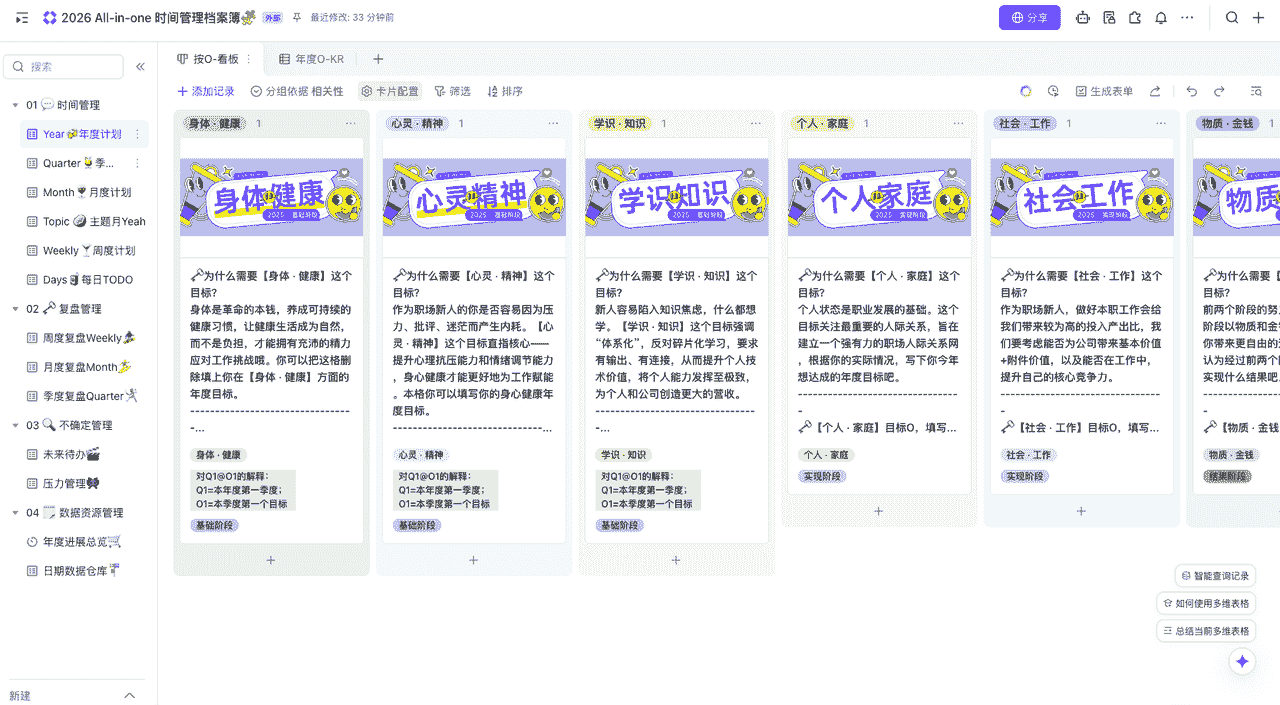 2026 All-in-one 时间管理档案簿
外部
最近修改: 33 分钟前
分享
搜索
01 💬 时间管理
Year 年度计划
Quarter 季...
Month 月度计划
Topic 主题月Yeah
Weekly 周度计划
Days 每日TODO
02 复盘管理
周度复盘Weekly
月度复盘Month
季度复盘Quarter
03 🔍 不确定管理
未来待办🎬
压力管理
04 数据资源管理
年度进展总览
日期数据仓库
新建
按O-看板
年度O-KR
添加记录
分组依据 相关性
卡片配置
筛选
排序
生成表单
身体 · 健康 1
身体健康
2025 基础阶段
🗝为什么需要【身体 · 健康】这个
目标?
身体是革命的本钱，养成可持续的
健康习惯，让健康生活成为自然，
而不是负担，才能拥有充沛的精力
应对工作挑战哦。你可以把这格删
除填上你在【身体 · 健康】方面的
年度目标。
--------------------------------
-...
身体 · 健康
对Q1@O1的解释：
Q1=本年度第一季度；
O1=本季度第一个目标
基础阶段
心灵 · 精神 1
心灵精神
2025 基础阶段
🗝为什么需要【心灵 · 精神】这个
目标?
作为职场新人的你是否容易因为压
力、批评、迷茫而产生内耗。【心
灵 · 精神】这个目标直指核心——
提升心理抗压能力和情绪调节能力
，身心健康才能更好地为工作赋能
。本格你可以填写你的身心健康年
度目标。
------------------------------...
心灵 · 精神
对Q1@O1的解释：
Q1=本年度第一季度；
O1=本季度第一个目标
基础阶段
学识 · 知识 1
学识知识
2025 基础阶段
🗝为什么需要【学识 · 知识】这个
目标?
新人容易陷入知识焦虑，什么都想
学。【学识 · 知识】这个目标强调
“体系化”，反对碎片化学习，要求
有输出、有连接，从而提升个人技
术价值，将个人能力发挥至极致，
为个人和公司创造更大的营收。
--------------------------------
-...
学识 · 知识
对Q1@O1的解释：
Q1=本年度第一季度；
O1=本季度第一个目标
基础阶段
个人 · 家庭 1
个人家庭
2025 实现阶段
🗝为什么需要【个人 · 家庭】这个
目标?
个人状态是职业发展的基础。这个
目标关注最重要的人际关系，旨在
建立一个强有力的职场人际关系网
，根据你的实际情况，写下你今年
想达成的年度目标吧。
--------------------------------
-
🗝【个人 · 家庭】目标O，填写...
个人 · 家庭
实现阶段
社会 · 工作 1
社会工作
2025 实现阶段
🗝为什么需要【社会 · 工作】这个
目标?
作为职场新人，做好本职工作会给
我们带来较为高的投入产出比，我
们要考虑能否为公司带来基本价值
+附件价值，以及能否在工作中，
提升自己的核心竞争力。
--------------------------------
-
🗝【社会 · 工作】目标O，填写...
社会 · 工作
实现阶段
物质 · 金钱 1
物质
🗝为什么需要【
目标?
前两个阶段的努
阶段以物质和金
你带来更自由的
认为经过前两个
实现什么结果吧
-
🗝【物质 · 金钱
物质 · 金钱
结果阶段
智能查询记录
如何使用多维表格
总结当前多维表格